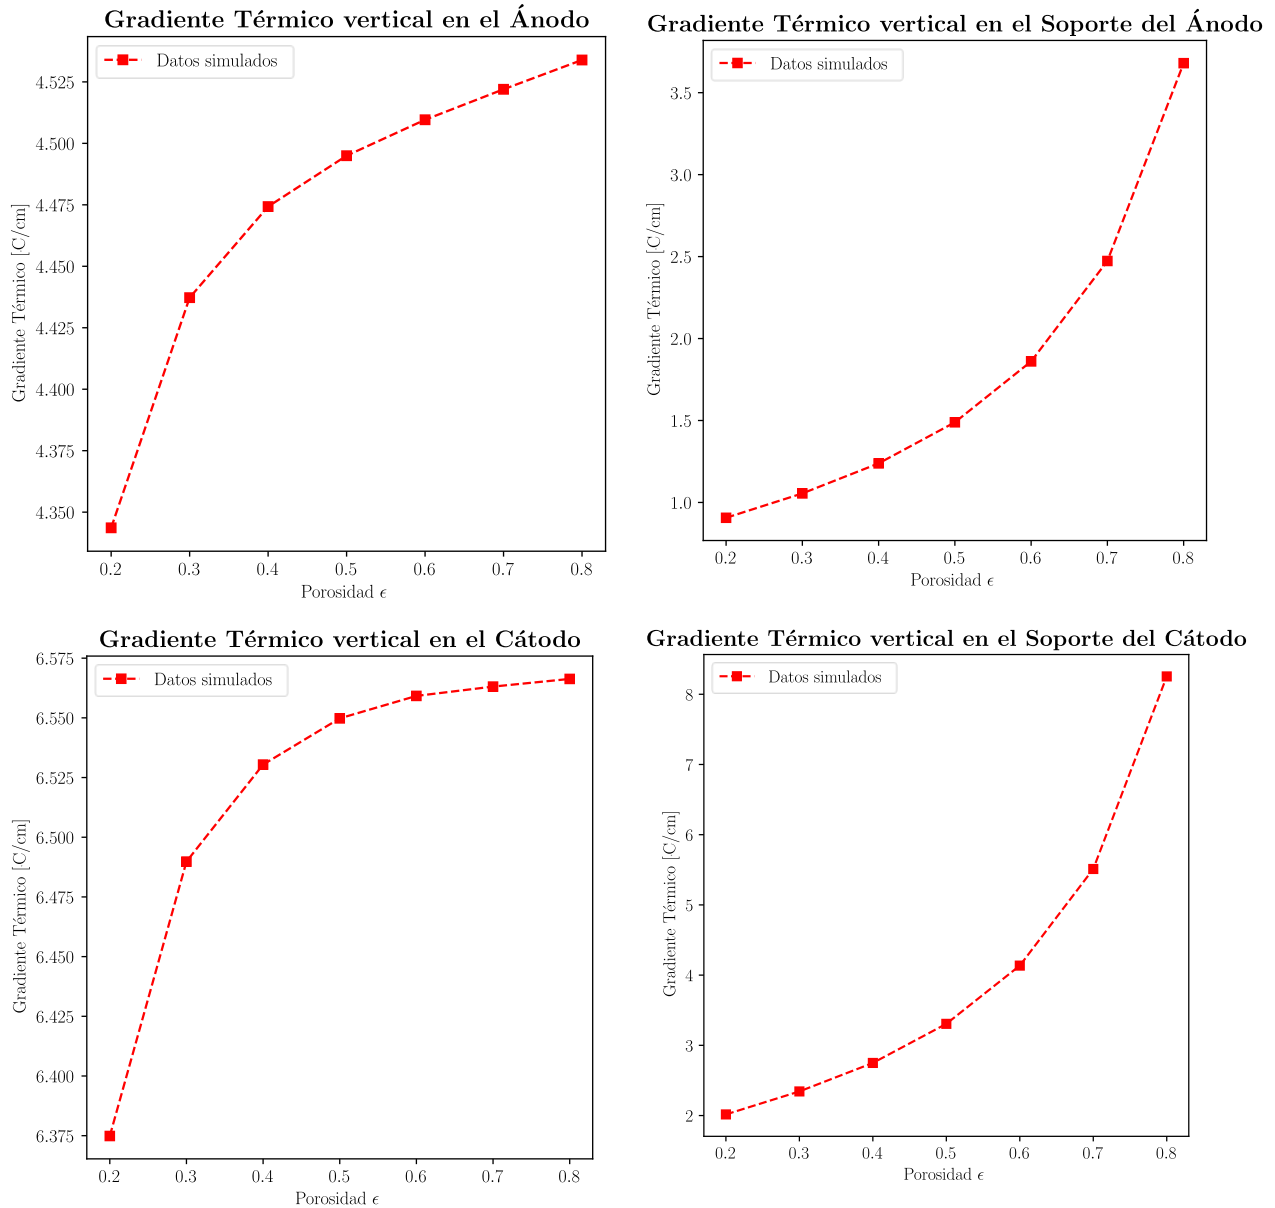 Gradiente Térmico vertical en el Ánodo
Datos simulados
4.525
4.500
4.475
4.450
4.425
4.400
4.375
4.350
Gradiente Térmico [C/cm]
0.2 0.3 0.4 0.5 0.6 0.7 0.8
Porosidad ϵ
Gradiente Térmico vertical en el Soporte del Ánodo
Datos simulados
3.5
3.0
2.5
2.0
1.5
1.0
Gradiente Térmico [C/cm]
0.2 0.3 0.4 0.5 0.6 0.7 0.8
Porosidad ϵ
Gradiente Térmico vertical en el Cátodo
Datos simulados
6.575
6.550
6.525
6.500
6.475
6.450
6.425
6.400
6.375
Gradiente Térmico [C/cm]
0.2 0.3 0.4 0.5 0.6 0.7 0.8
Porosidad ϵ
Gradiente Térmico vertical en el Soporte del Cátodo
Datos simulados
8
7
6
5
4
3
2
Gradiente Térmico [C/cm]
0.2 0.3 0.4 0.5 0.6 0.7 0.8
Porosidad ϵ